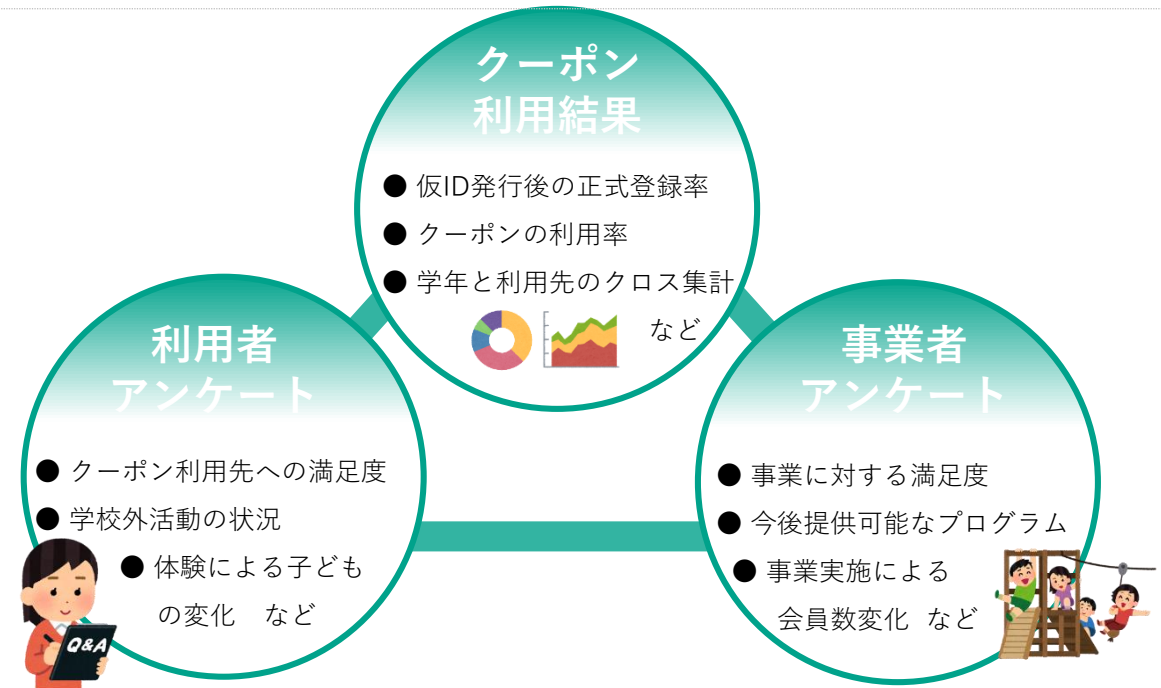 クーポン
利用結果
● 仮ID発行後の正式登録率
● クーポンの利用率
● 学年と利用先のクロス集計
など
利用者
アンケート
● クーポン利用先への満足度
● 学校外活動の状況
● 体験による子ども
の変化 など
Q&A
事業者
アンケート
● 事業に対する満足度
● 今後提供可能なプログラム
● 事業実施による
会員数変化 など